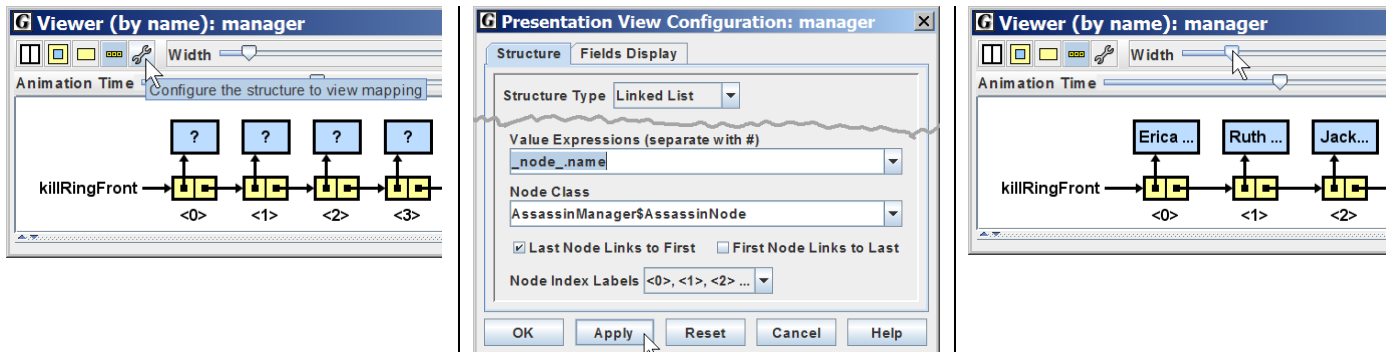 G Viewer (by name): manager
Width
Animation Time
Configure the structure to view mapping
? ? ? ?
killRingFront
<0> <1> <2> <3>
G Presentation View Configuration: manager
Structure Fields Display
Structure Type Linked List
Value Expressions (separate with #)
_node_.name
Node Class
AssassinManager$AssassinNode
Last Node Links to First First Node Links to Last
Node Index Labels <0>, <1>, <2> ...
OK Apply Reset Cancel Help
G Viewer (by name): manager
Width
Animation Time
Erica ... Ruth ... Jack...
killRingFront
<0> <1> <2>